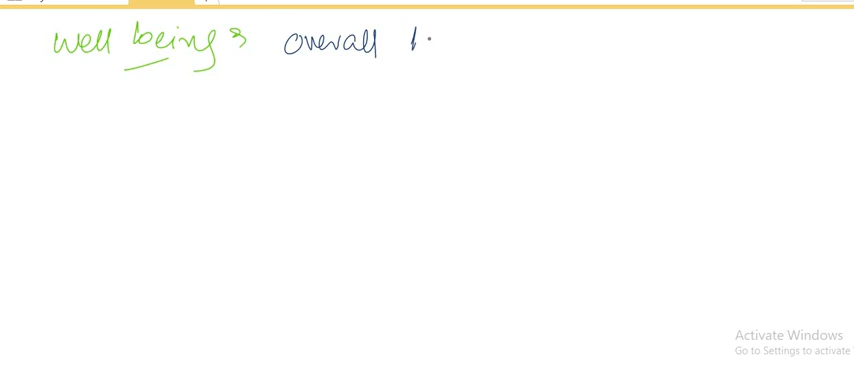 well being : overall
Activate Windows
Go to Settings to activate